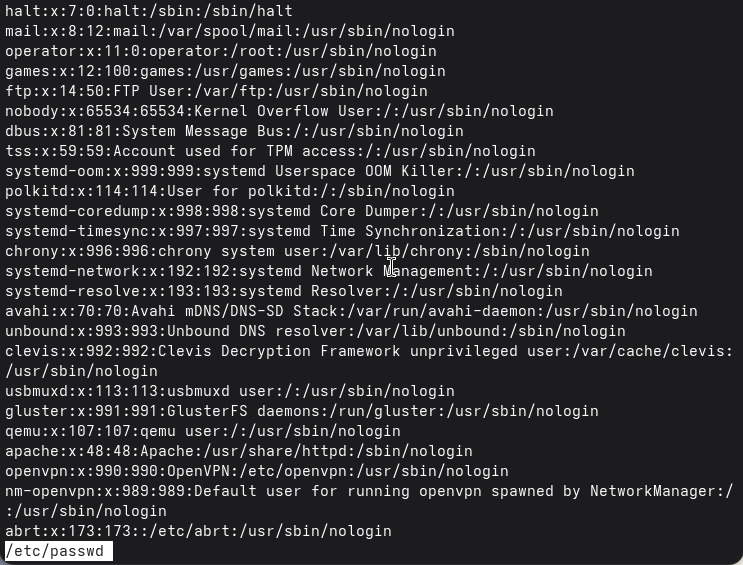 halt:x:7:0:halt:/sbin:/sbin/halt
mail:x:8:12:mail:/var/spool/mail:/usr/sbin/nologin
operator:x:11:0:operator:/root:/usr/sbin/nologin
games:x:12:100:games:/usr/games:/usr/sbin/nologin
ftp:x:14:50:FTP User:/var/ftp:/usr/sbin/nologin
nobody:x:65534:65534:Kernel Overflow User:/:/usr/sbin/nologin
dbus:x:81:81:System Message Bus:/:/usr/sbin/nologin
tss:x:59:59:Account used for TPM access:/:/usr/sbin/nologin
systemd-oom:x:999:999:systemd Userspace OOM Killer:/:/usr/sbin/nologin
polkitd:x:114:114:User for polkitd:/:/sbin/nologin
systemd-coredump:x:998:998:systemd Core Dumper:/:/usr/sbin/nologin
systemd-timesync:x:997:997:systemd Time Synchronization:/:/usr/sbin/nologin
chrony:x:996:996:chrony system user:/var/lib/chrony:/sbin/nologin
systemd-network:x:192:192:systemd Network Management:/:/usr/sbin/nologin
systemd-resolve:x:193:193:systemd Resolver:/:/usr/sbin/nologin
avahi:x:70:70:Avahi mDNS/DNS-SD Stack:/var/run/avahi-daemon:/usr/sbin/nologin
unbound:x:993:993:Unbound DNS resolver:/var/lib/unbound:/sbin/nologin
clevis:x:992:992:Clevis Decryption Framework unprivileged user:/var/cache/clevis:
/usr/sbin/nologin
usbmuxd:x:113:113:usbmuxd user:/:/usr/sbin/nologin
gluster:x:991:991:GlusterFS daemons:/run/gluster:/usr/sbin/nologin
qemu:x:107:107:qemu user:/:/usr/sbin/nologin
apache:x:48:48:Apache:/usr/share/httpd:/sbin/nologin
openvpn:x:990:990:OpenVPN:/etc/openvpn:/usr/sbin/nologin
nm-openvpn:x:989:989:Default user for running openvpn spawned by NetworkManager:/
:/usr/sbin/nologin
abrt:x:173:173::/etc/abrt:/usr/sbin/nologin
/etc/passwd